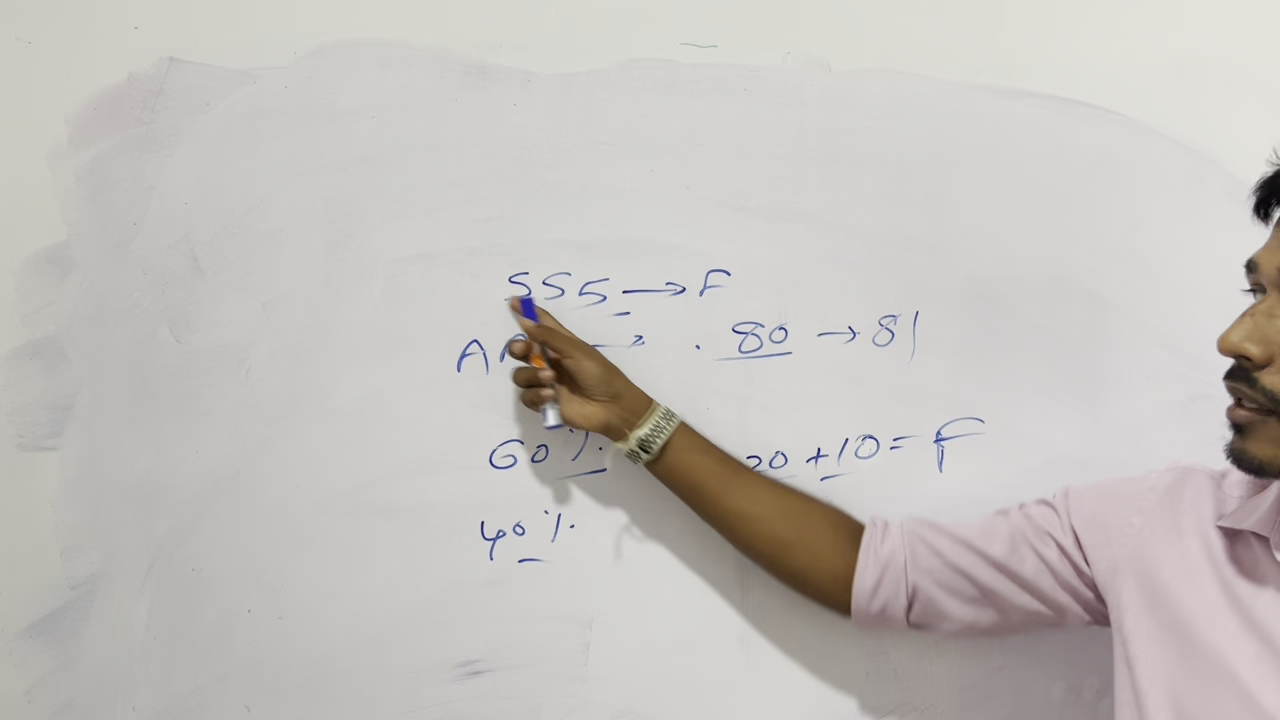 555 → F
A → . 80 → 81
60% 20 + 10 = F
40%